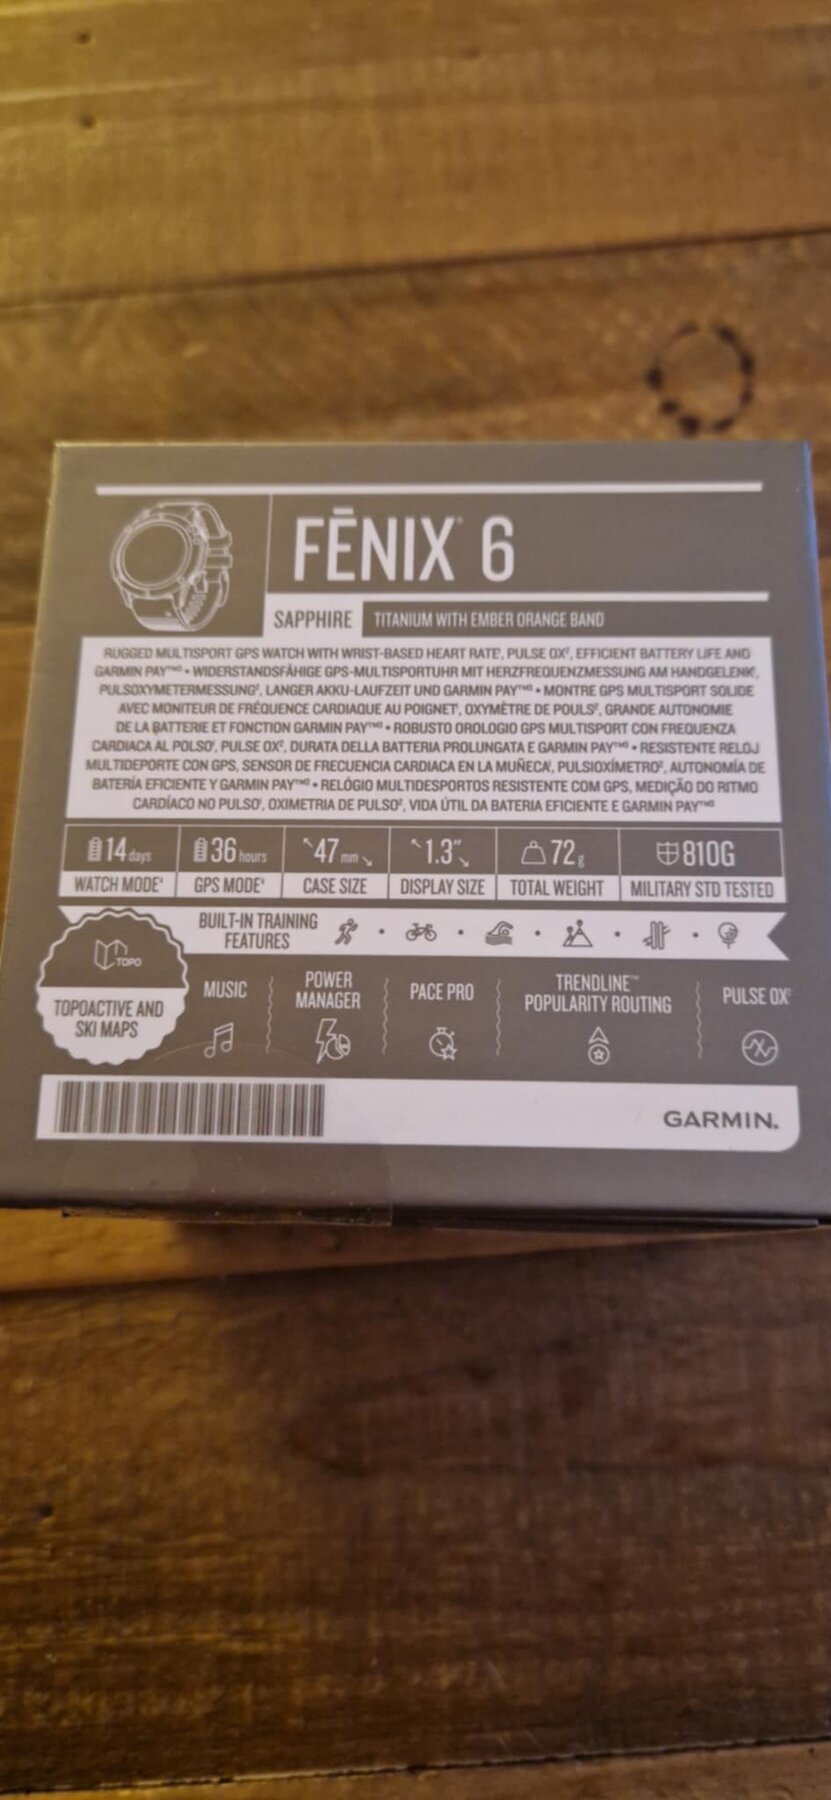 FĒNIX® 6
SAPPHIRE TITANIUM WITH EMBER ORANGE BAND
RUGGED MULTISPORT GPS WATCH WITH WRIST-BASED HEART RATE¹, PULSE OX², EFFICIENT BATTERY LIFE AND
GARMIN PAY™³ • WIDERSTANDSFÄHIGE GPS-MULTISPORTUHR MIT HERZFREQUENZMESSUNG AM HANDGELENK¹,
PULSOXYMETERMESSUNG², LANGER AKKU-LAUFZEIT UND GARMIN PAY™³ • MONTRE GPS MULTISPORT SOLIDE
AVEC MONITEUR DE FRÉQUENCE CARDIAQUE AU POIGNET¹, OXYMÈTRE DE POULS², GRANDE AUTONOMIE
DE LA BATTERIE ET FONCTION GARMIN PAY™³ • ROBUSTO OROLOGIO GPS MULTISPORT CON FREQUENZA
CARDIACA AL POLSO¹, PULSE OX², DURATA DELLA BATTERIA PROLUNGATA E GARMIN PAY™³ • RESISTENTE RELOJ
MULTIDEPORTE CON GPS, SENSOR DE FRECUENCIA CARDIACA EN LA MUÑECA¹, PULSIOXÍMETRO², AUTONOMÍA DE
BATERÍA EFICIENTE Y GARMIN PAY™³ • RELÓGIO MULTIDESPORTOS RESISTENTE COM GPS, MEDIÇÃO DO RITMO
CARDÍACO NO PULSO¹, OXIMETRIA DE PULSO², VIDA ÚTIL DA BATERIA EFICIENTE E GARMIN PAY™³
14 days 36 hours 47 mm 1.3″ 72 g 810G
WATCH MODE⁴ GPS MODE⁴ CASE SIZE DISPLAY SIZE TOTAL WEIGHT MILITARY STD TESTED
BUILT-IN TRAINING
FEATURES
TOPO
TOPOACTIVE AND
SKI MAPS
MUSIC
POWER
MANAGER
PACE PRO
TRENDLINE™
POPULARITY ROUTING
PULSE OX²
GARMIN.